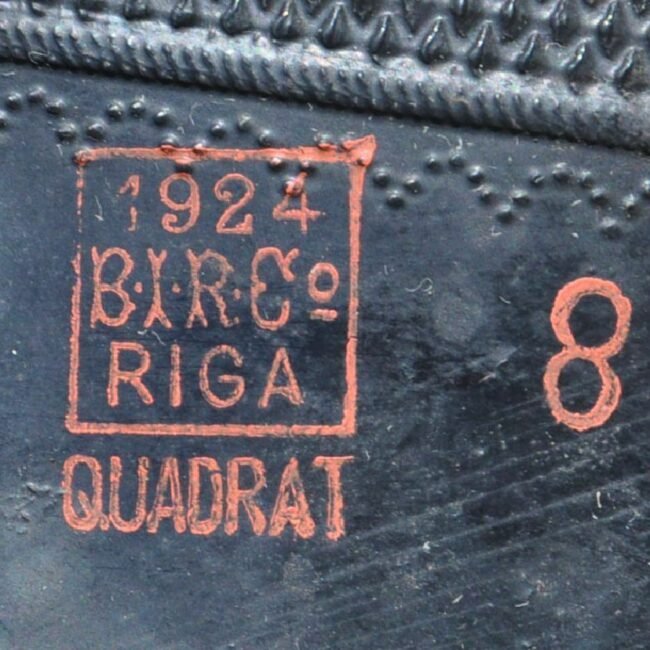 1924
B·I·R·Cº
RIGA
QUADRAT
8